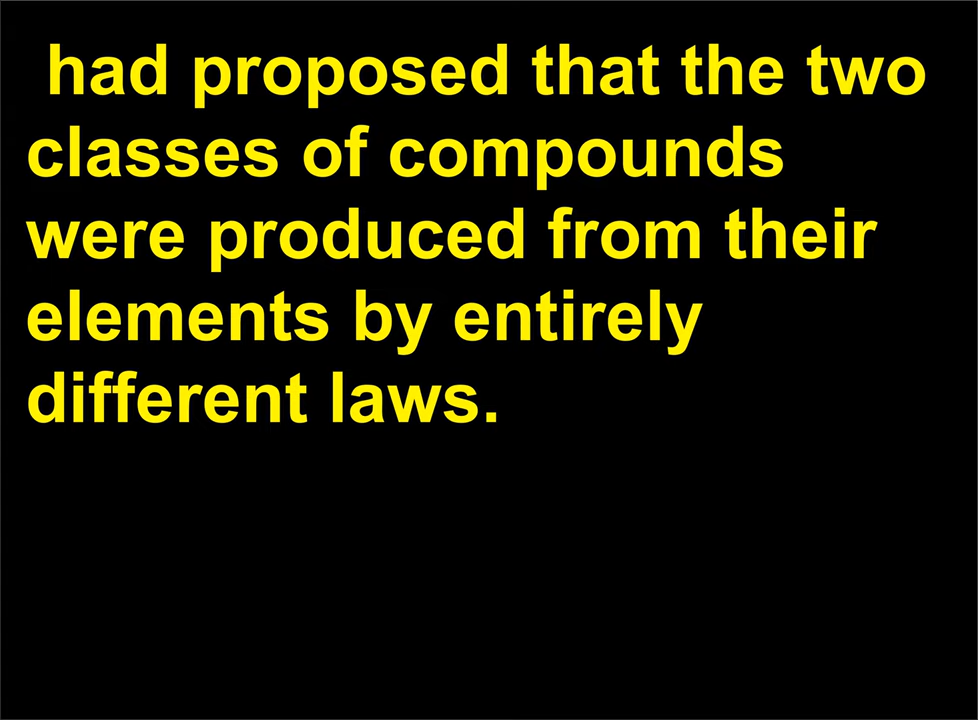 had proposed that the two
classes of compounds
were produced from their
elements by entirely
different laws.